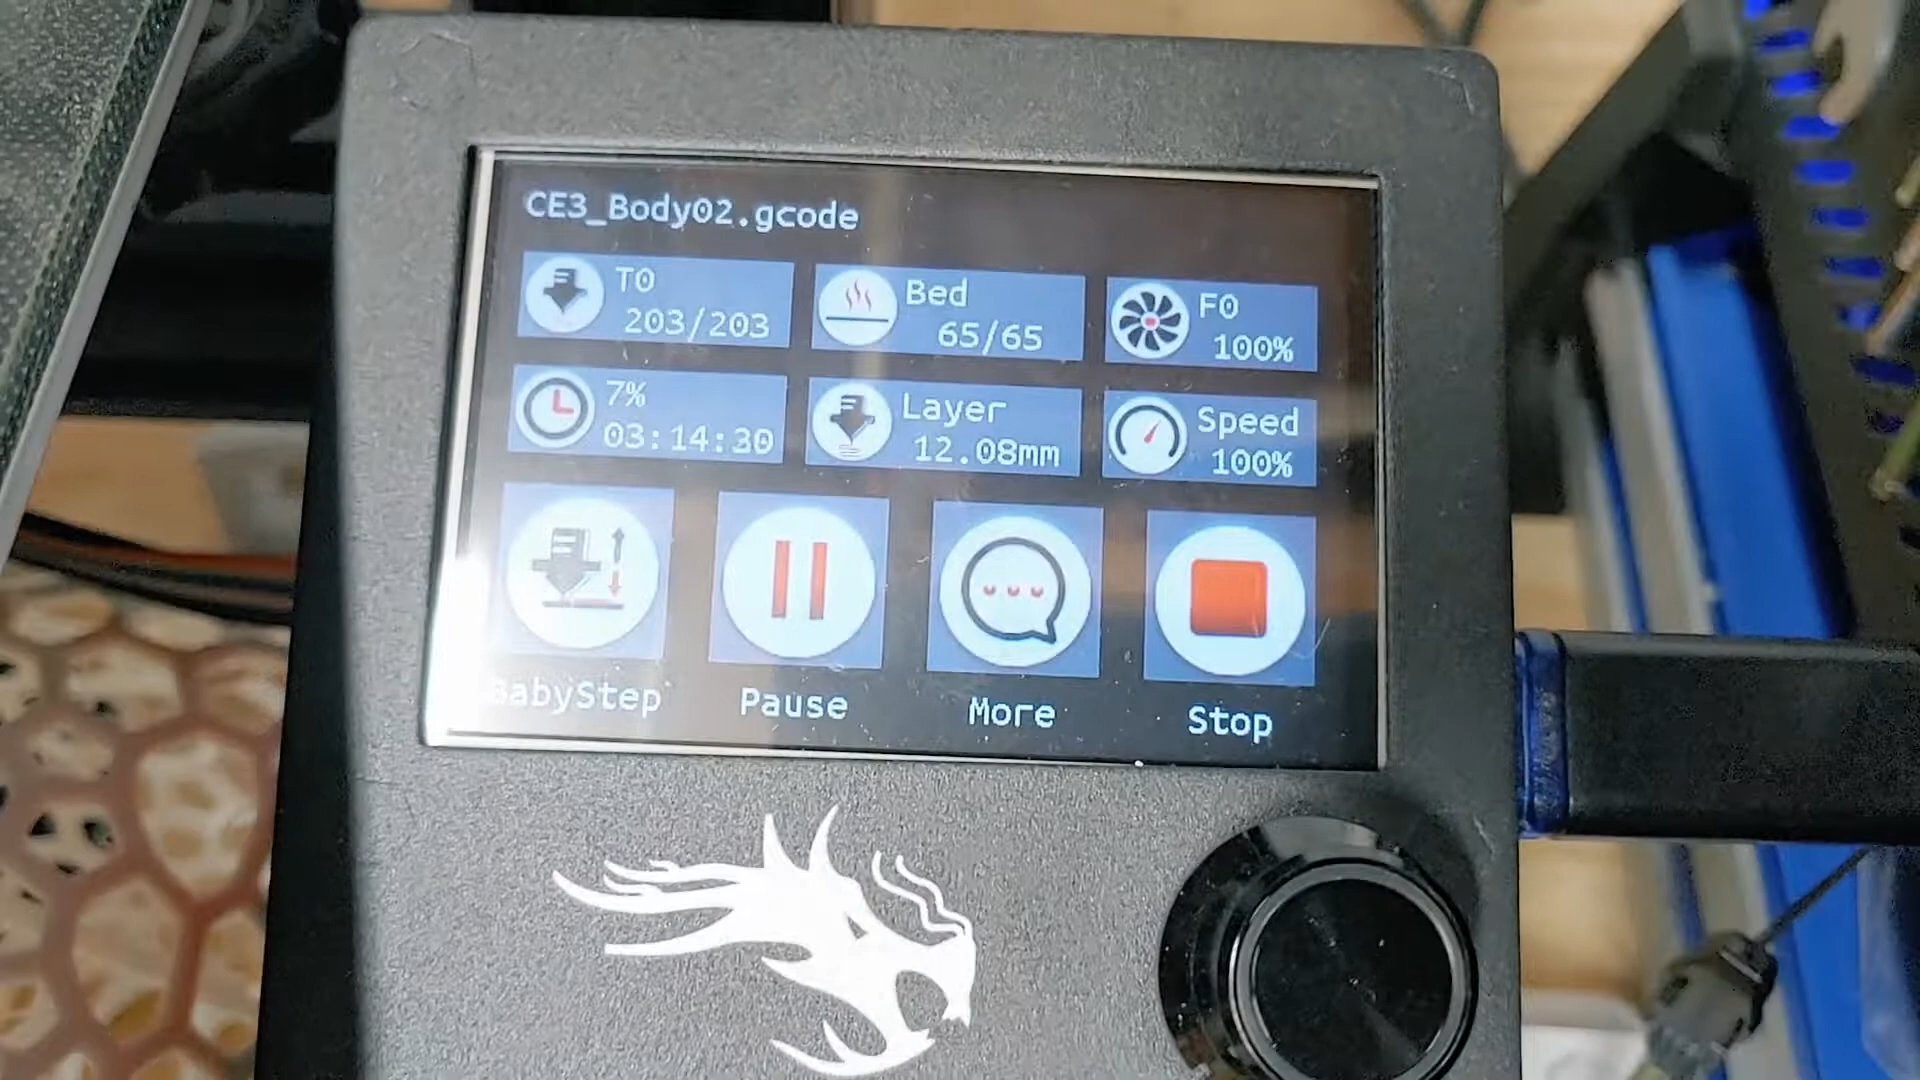 CE3_Body02.gcode
T0
203/203
Bed
65/65
F0
100%
7%
03:14:30
Layer
12.08mm
Speed
100%
BabyStep
Pause
More
Stop